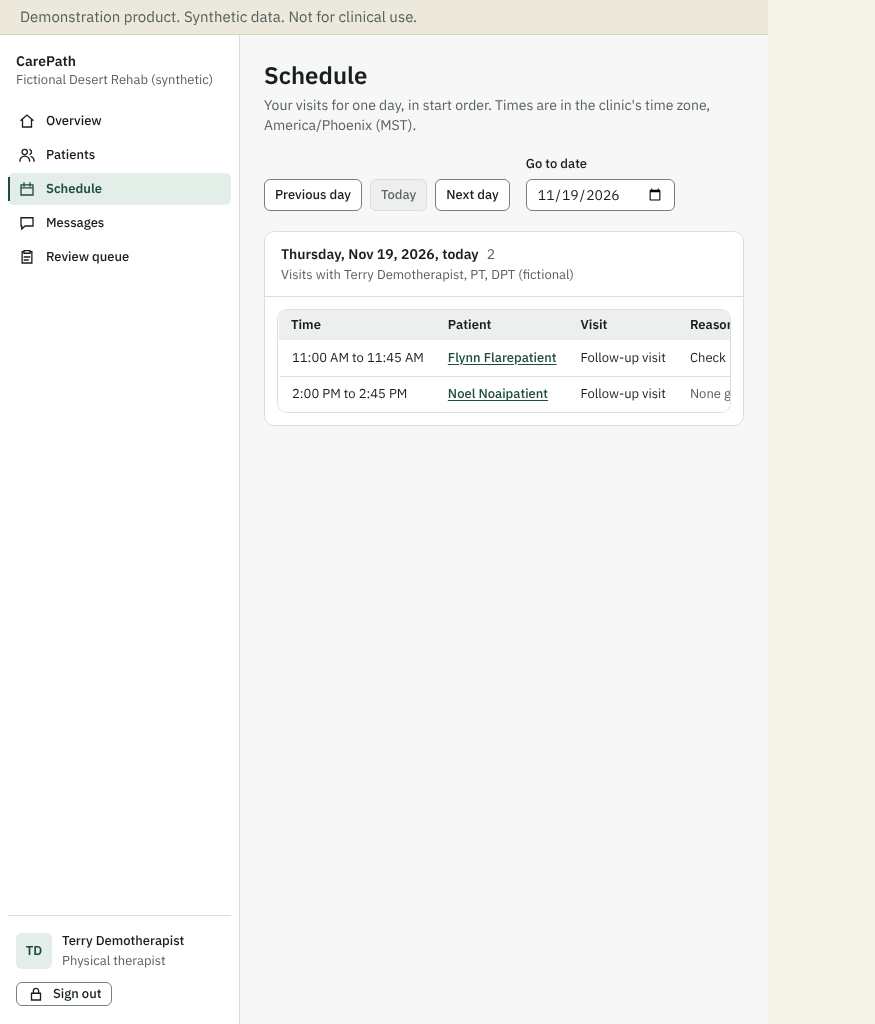 Demonstration product. Synthetic data. Not for clinical use.
CarePath
Fictional Desert Rehab (synthetic)
Overview
Patients
Schedule
Messages
Review queue
Terry Demotherapist
TD
Physical therapist
Sign out
Schedule
Your visits for one day, in start order. Times are in the clinic's time zone,
America/Phoenix (MST).
Go to date
Previous day Today Next day 11/19/2026
Thursday, Nov 19, 2026, today 2
Visits with Terry Demotherapist, PT, DPT (fictional)
Time Patient Visit
11:00 AM to 11:45 AM Flynn Flarepatient Follow-up visit Check
2:00 PM to 2:45 PM Noel Noaipatient Follow-up visit None